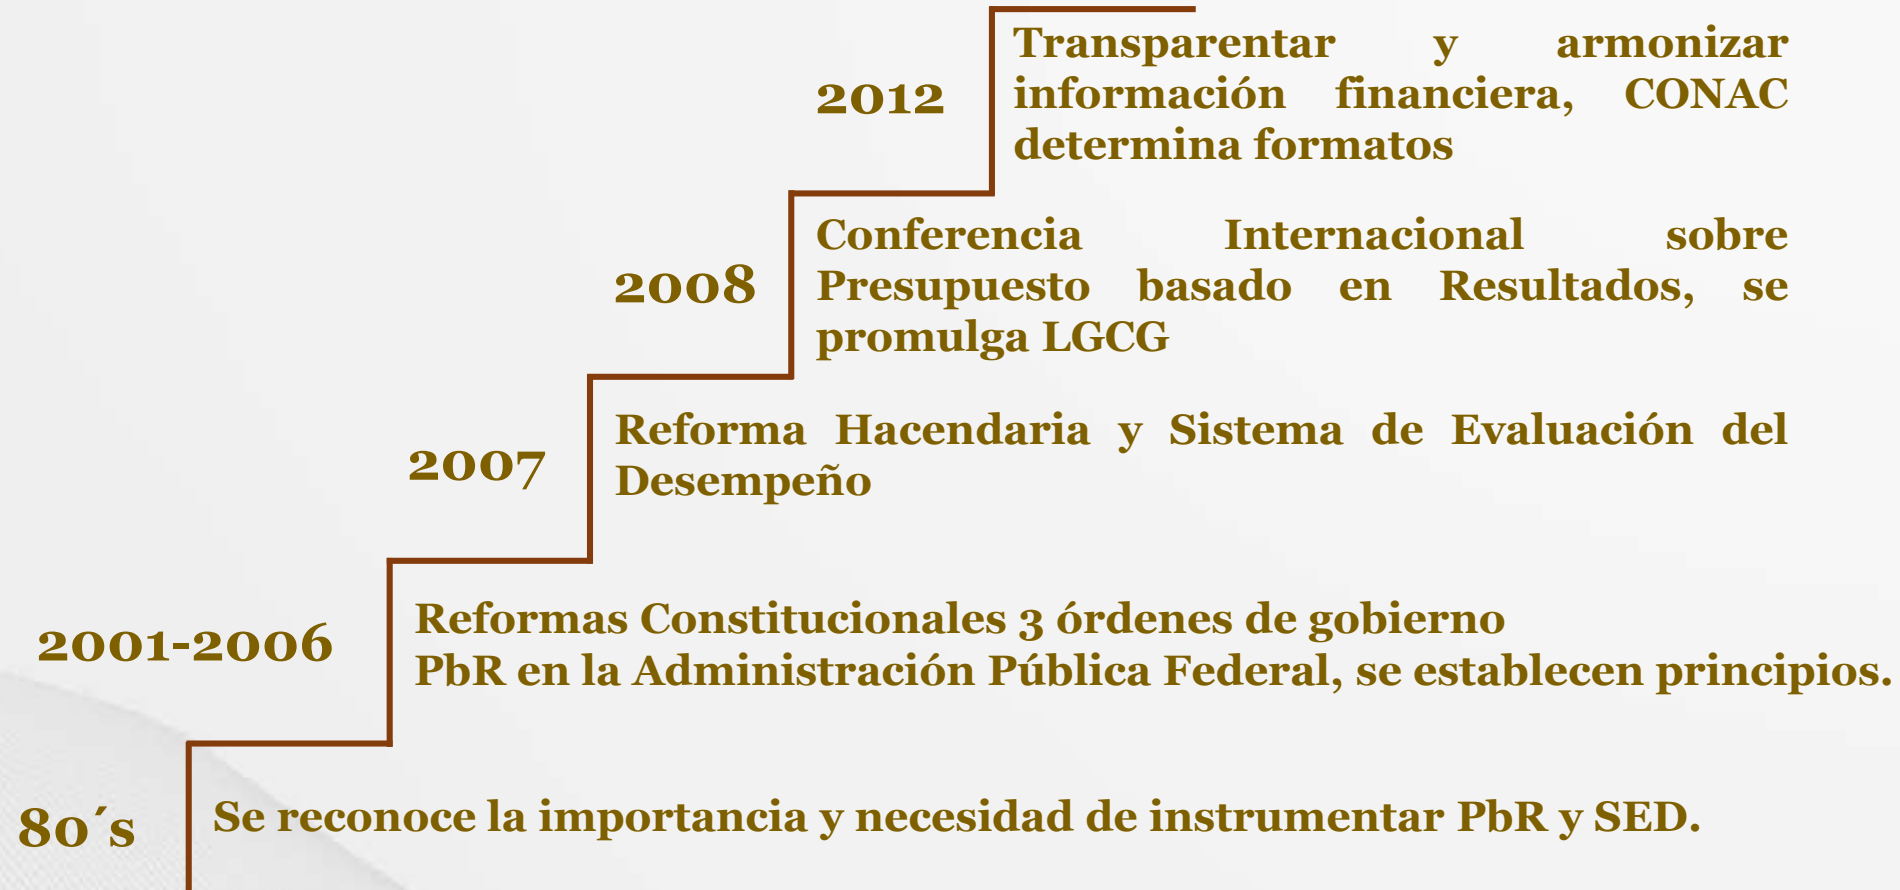 2012
Transparentar y armonizar
información financiera, CONAC
determina formatos
2008
Conferencia Internacional sobre
Presupuesto basado en Resultados, se
promulga LGCG
2007
Reforma Hacendaria y Sistema de Evaluación del
Desempeño
2001-2006
Reformas Constitucionales 3 órdenes de gobierno
PbR en la Administración Pública Federal, se establecen principios.
80´s
Se reconoce la importancia y necesidad de instrumentar PbR y SED.